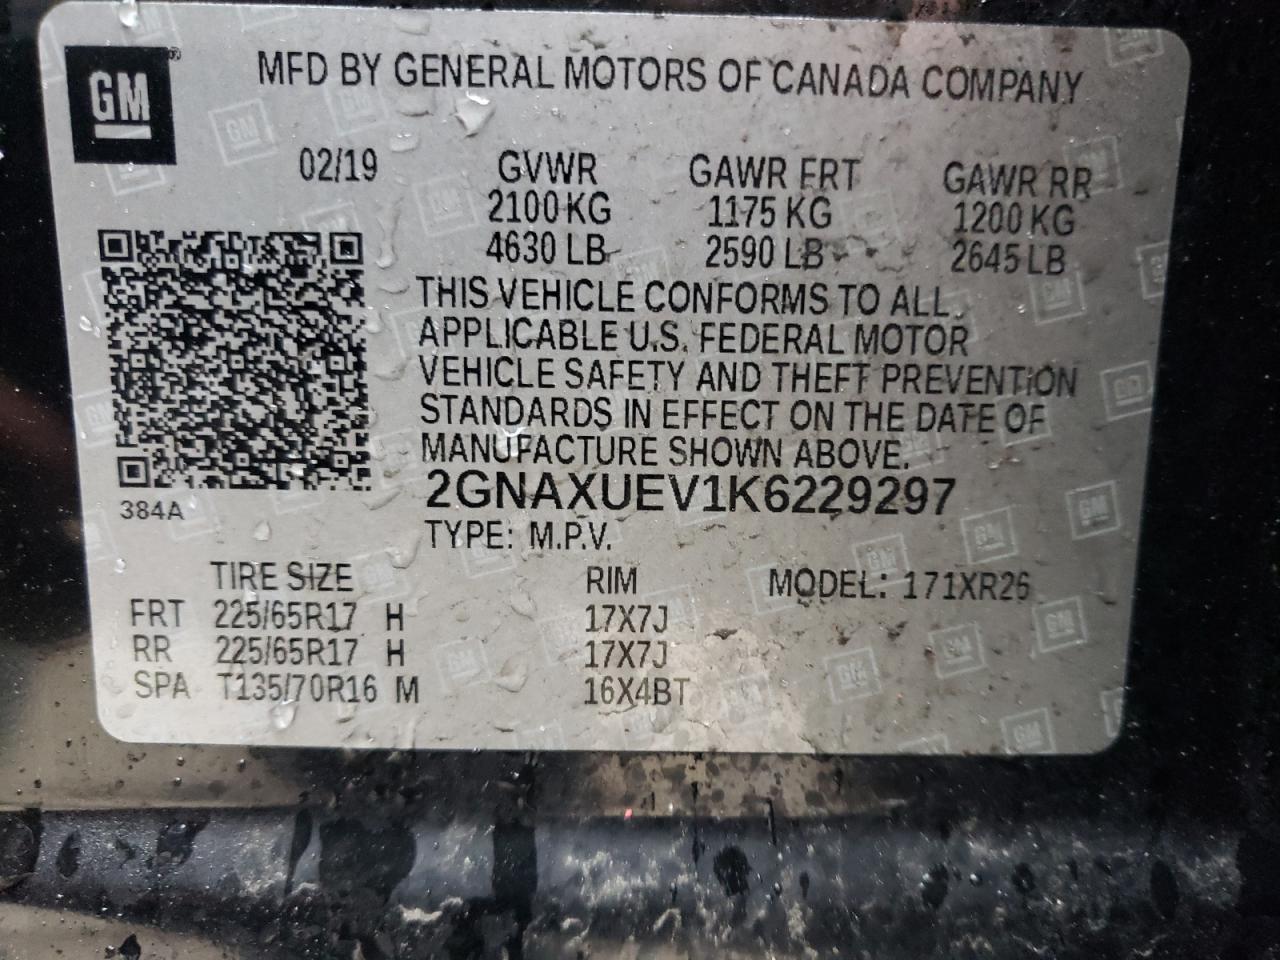 GM
MFD BY GENERAL MOTORS OF CANADA COMPANY
02/19 GVWR GAWR FRT GAWR RR
2100 KG 1175 KG 1200 KG
4630 LB 2590 LB 2645 LB
THIS VEHICLE CONFORMS TO ALL
APPLICABLE U.S. FEDERAL MOTOR
VEHICLE SAFETY AND THEFT PREVENTION
STANDARDS IN EFFECT ON THE DATE OF
MANUFACTURE SHOWN ABOVE.
384A
2GNAXUEV1K6229297
TYPE: M.P.V.
TIRE SIZE RIM MODEL: 171XR26
FRT 225/65R17 H 17X7J
RR 225/65R17 H 17X7J
SPA T135/70R16 M 16X4BT